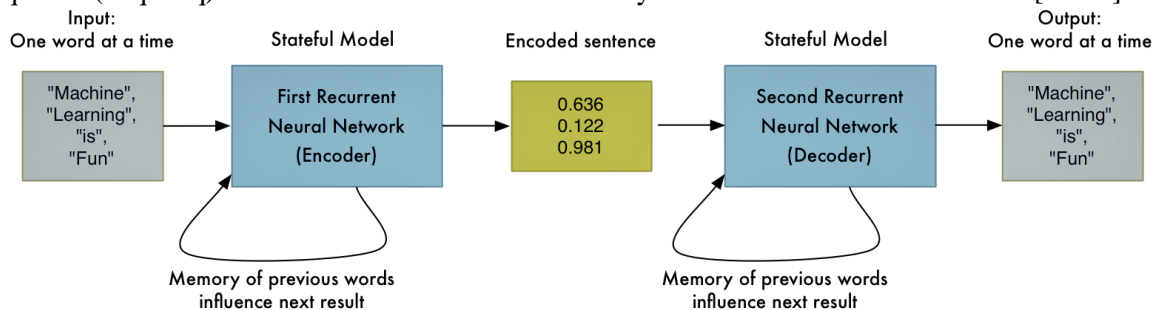 Input:
One word at a time
"Machine",
"Learning",
"is",
"Fun"
Stateful Model
First Recurrent
Neural Network
(Encoder)
Memory of previous words
influence next result
Encoded sentence
0.636
0.122
0.981
Stateful Model
Second Recurrent
Neural Network
(Decoder)
Memory of previous words
influence next result
Output:
One word at a time
"Machine",
"Learning",
"is",
"Fun"